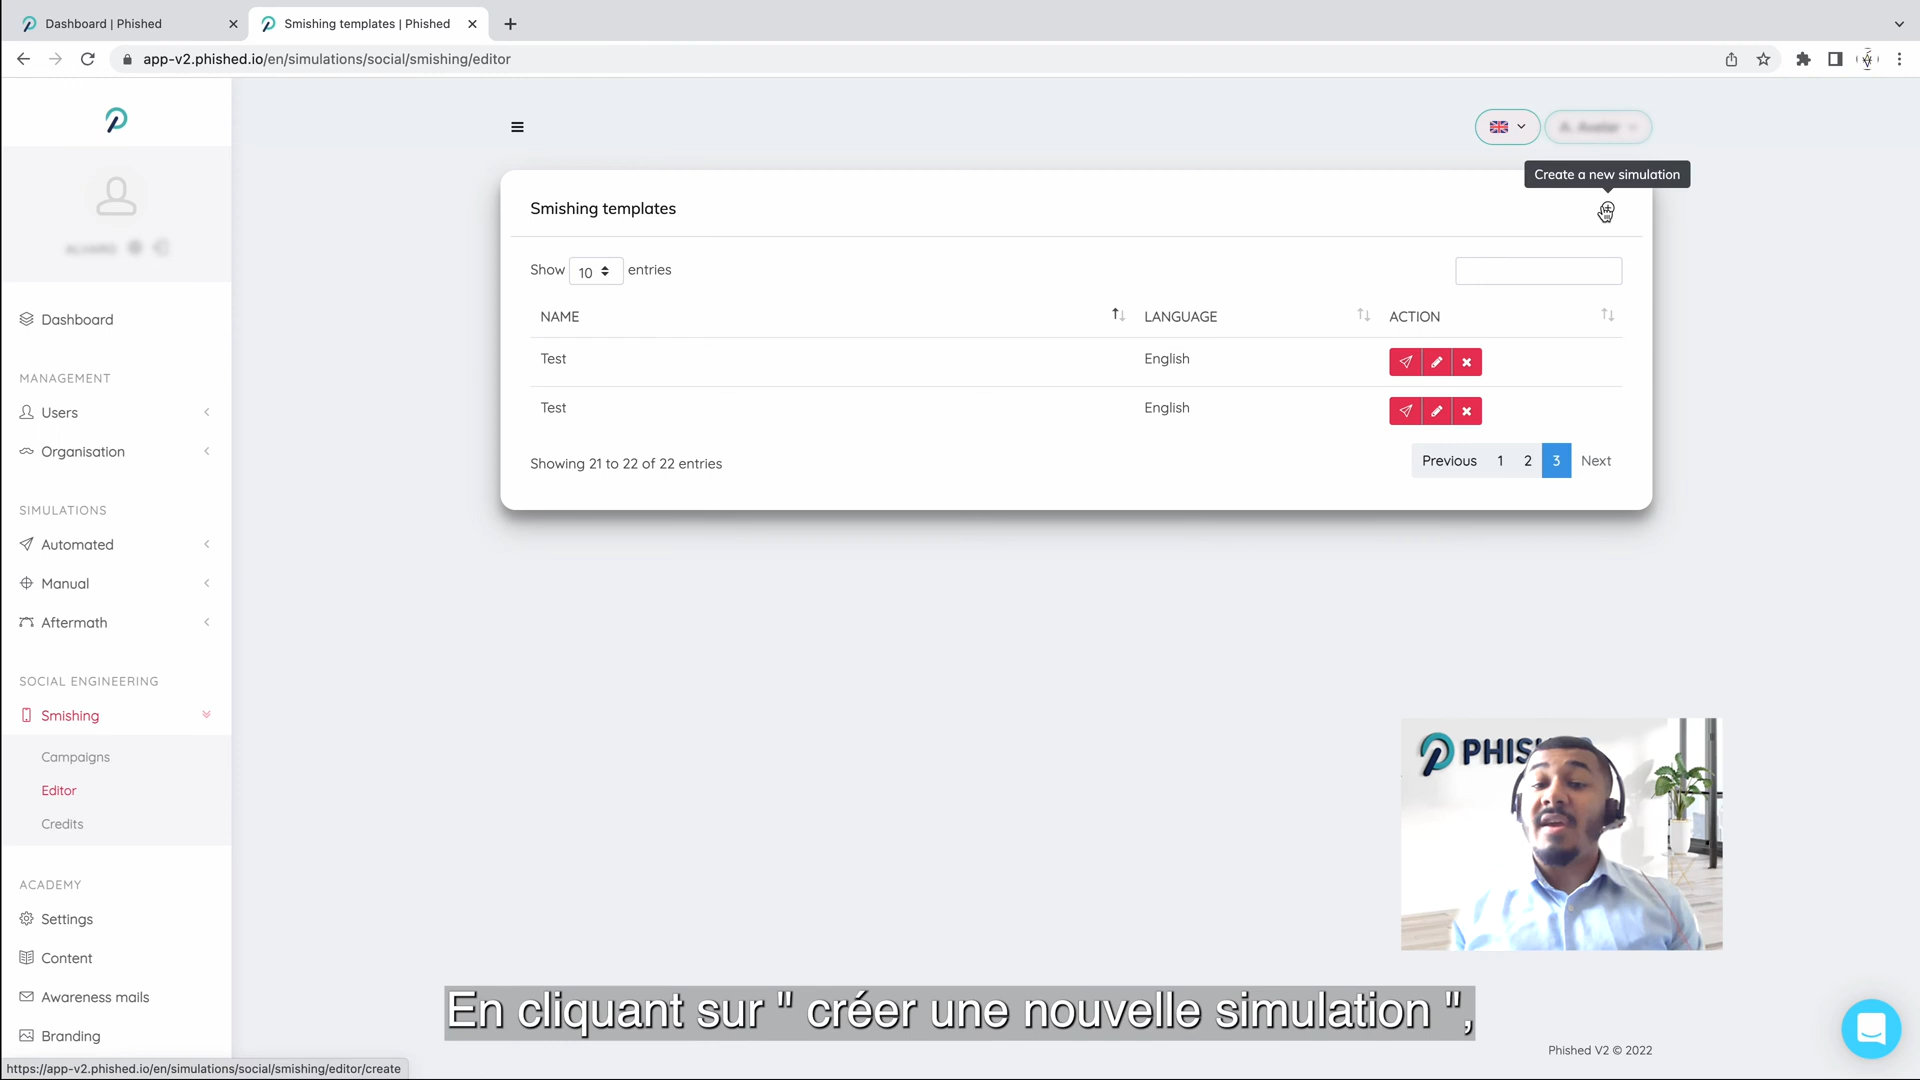 Dashboard | Phished
Smishing templates | Phished
app-v2.phished.io/en/simulations/social/smishing/editor
Create a new simulation
Smishing templates
Show 10 entries
NAME LANGUAGE ACTION
Test English
Test English
Showing 21 to 22 of 22 entries
Previous 1 2 3 Next
Dashboard
MANAGEMENT
Users
Organisation
SIMULATIONS
Automated
Manual
Aftermath
SOCIAL ENGINEERING
Smishing
Campaigns
Editor
Credits
ACADEMY
Settings
Content
Awareness mails
Branding
PHIS
En cliquant sur " créer une nouvelle simulation ",
Phished V2 © 2022
https://app-v2.phished.io/en/simulations/social/smishing/editor/create